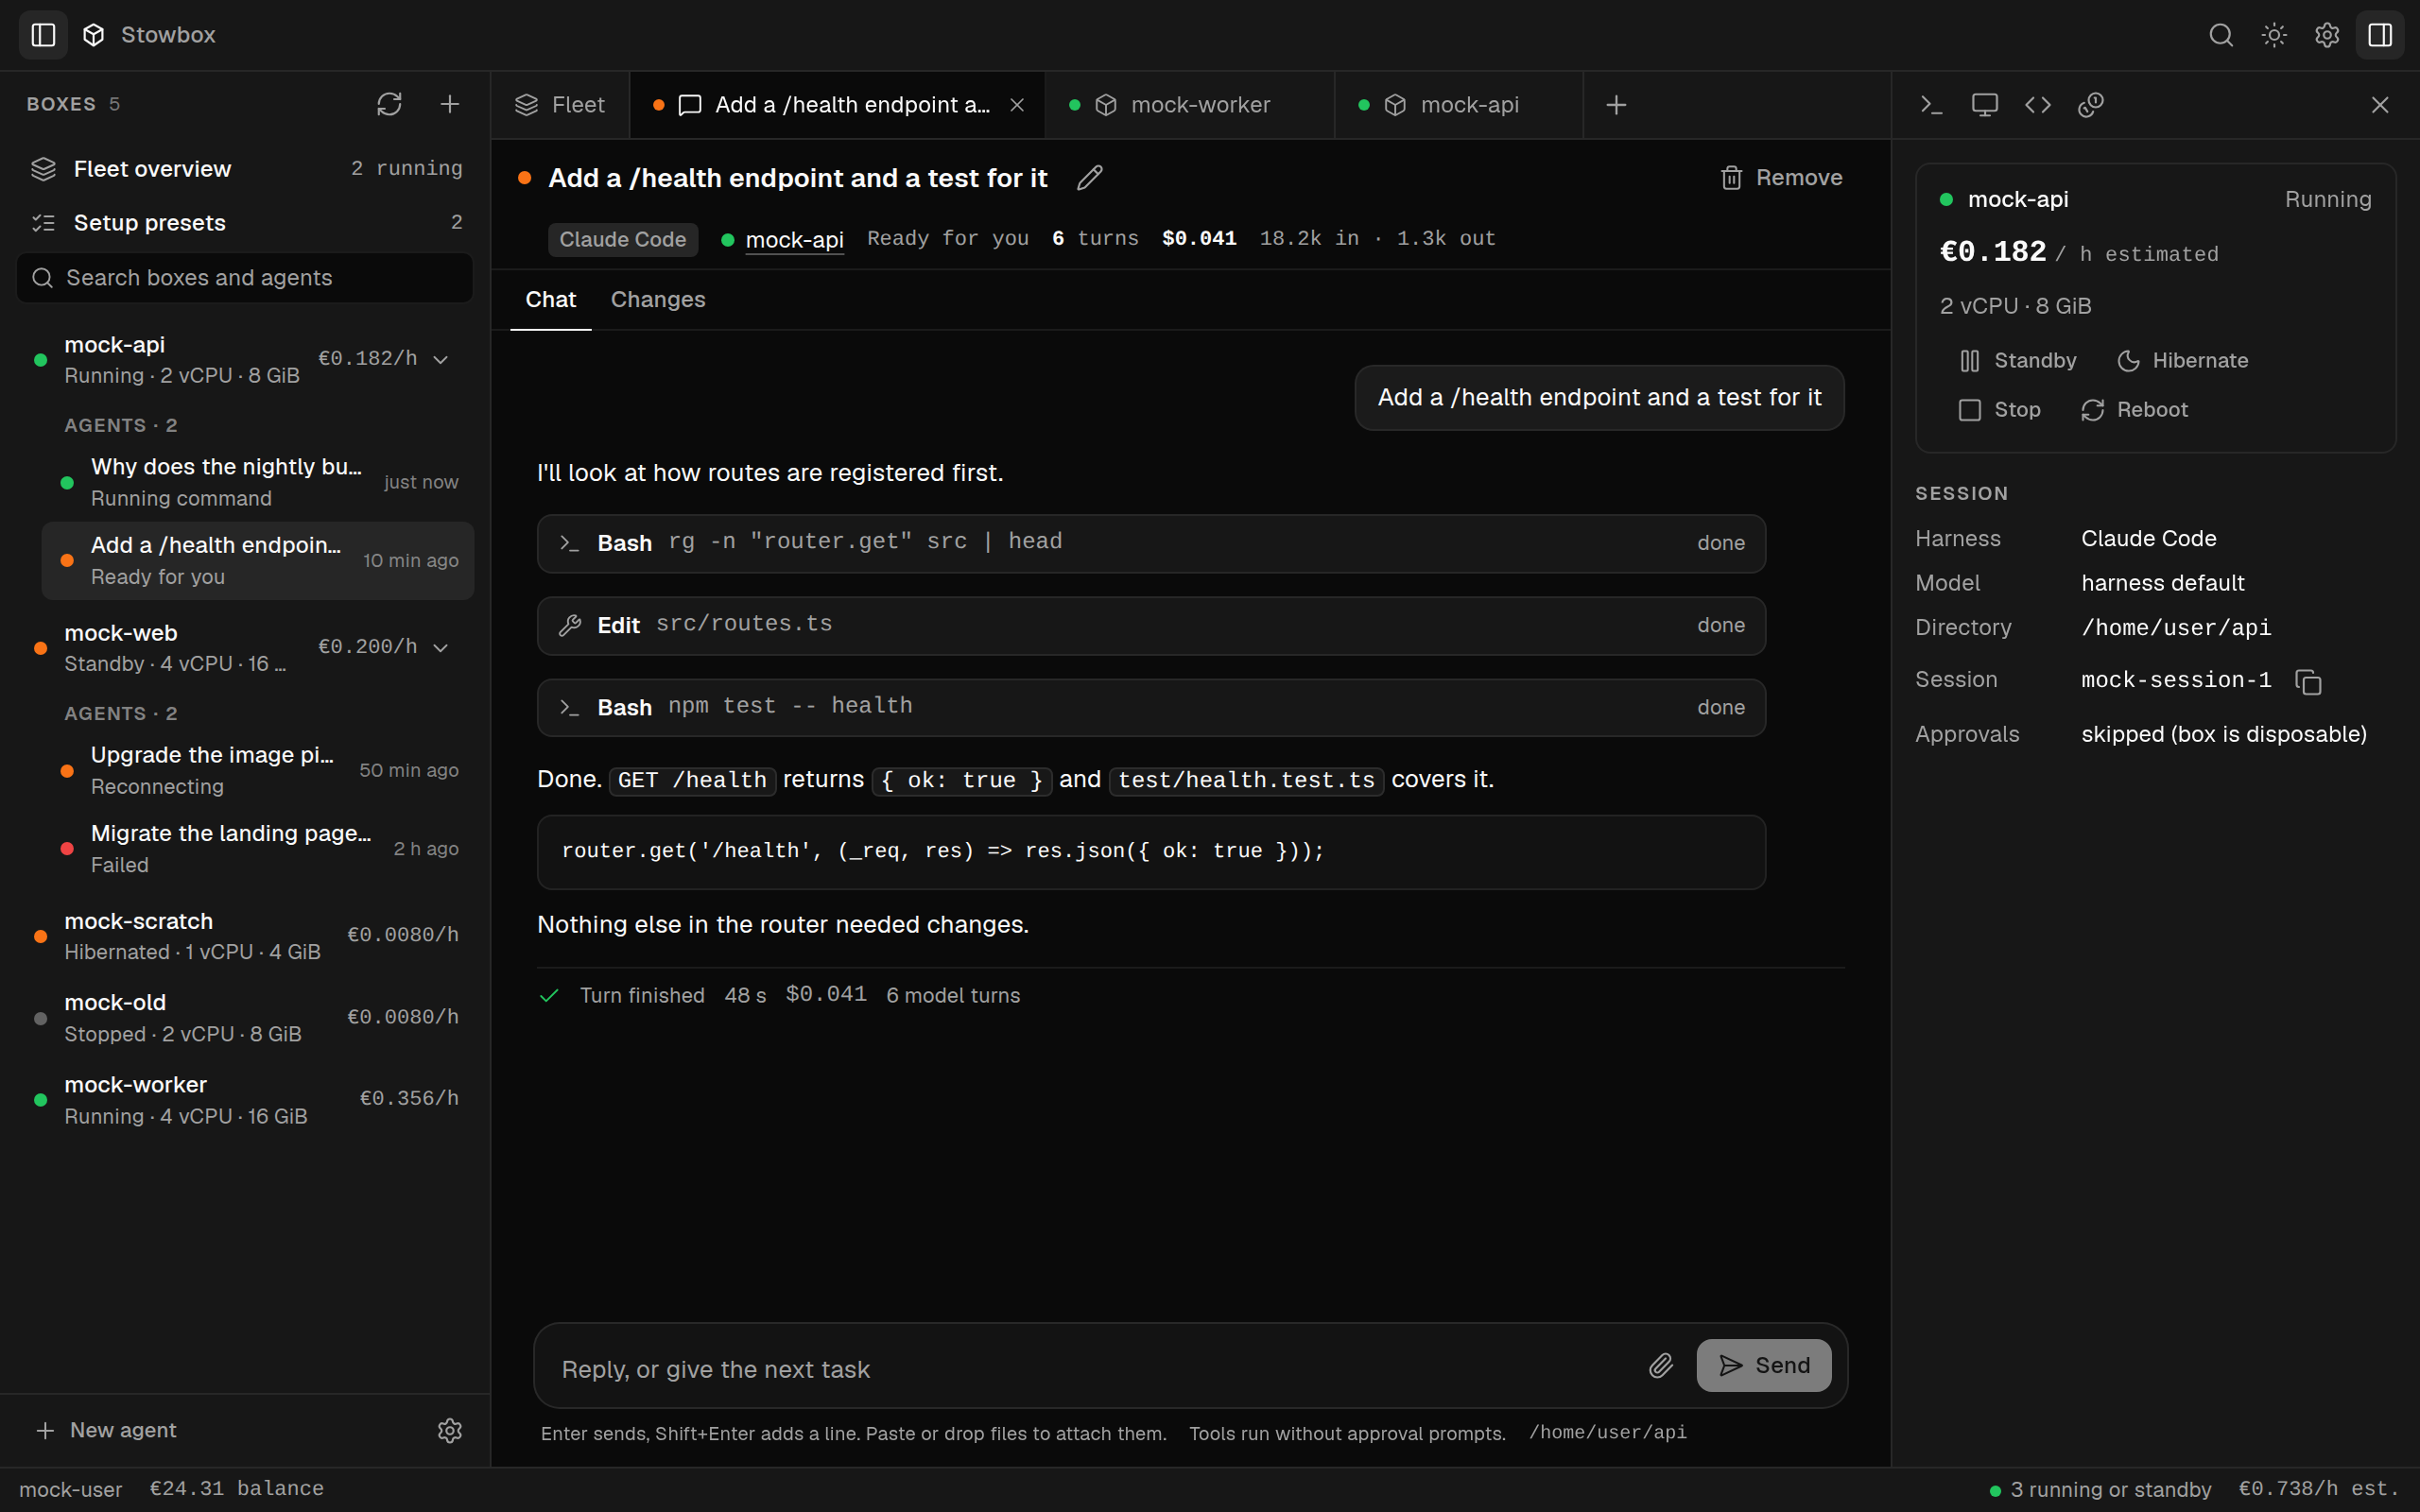 Stowbox
BOXES 5
Fleet overview 2 running
Setup presets 2
Search boxes and agents
mock-api
Running · 2 vCPU · 8 GiB €0.182/h
AGENTS · 2
Why does the nightly bu... just now
Running command
Add a /health endpoin... 10 min ago
Ready for you
mock-web
Standby · 4 vCPU · 16 ... €0.200/h
AGENTS · 2
Upgrade the image pi... 50 min ago
Reconnecting
Migrate the landing page... 2 h ago
Failed
mock-scratch
Hibernated · 1 vCPU · 4 GiB €0.0080/h
mock-old
Stopped · 2 vCPU · 8 GiB €0.0080/h
mock-worker
Running · 4 vCPU · 16 GiB €0.356/h
New agent
Fleet Add a /health endpoint a... mock-worker mock-api
Add a /health endpoint and a test for it Remove
Claude Code mock-api Ready for you 6 turns $0.041 18.2k in · 1.3k out
Chat Changes
Add a /health endpoint and a test for it
I'll look at how routes are registered first.
Bash rg -n "router.get" src | head done
Edit src/routes.ts done
Bash npm test -- health done
Done. GET /health returns { ok: true } and test/health.test.ts covers it.
router.get('/health', (_req, res) => res.json({ ok: true }));
Nothing else in the router needed changes.
Turn finished 48 s $0.041 6 model turns
Reply, or give the next task Send
Enter sends, Shift+Enter adds a line. Paste or drop files to attach them. Tools run without approval prompts. /home/user/api
mock-api Running
€0.182 / h estimated
2 vCPU · 8 GiB
Standby Hibernate
Stop Reboot
SESSION
Harness Claude Code
Model harness default
Directory /home/user/api
Session mock-session-1
Approvals skipped (box is disposable)
mock-user €24.31 balance 3 running or standby €0.738/h est.